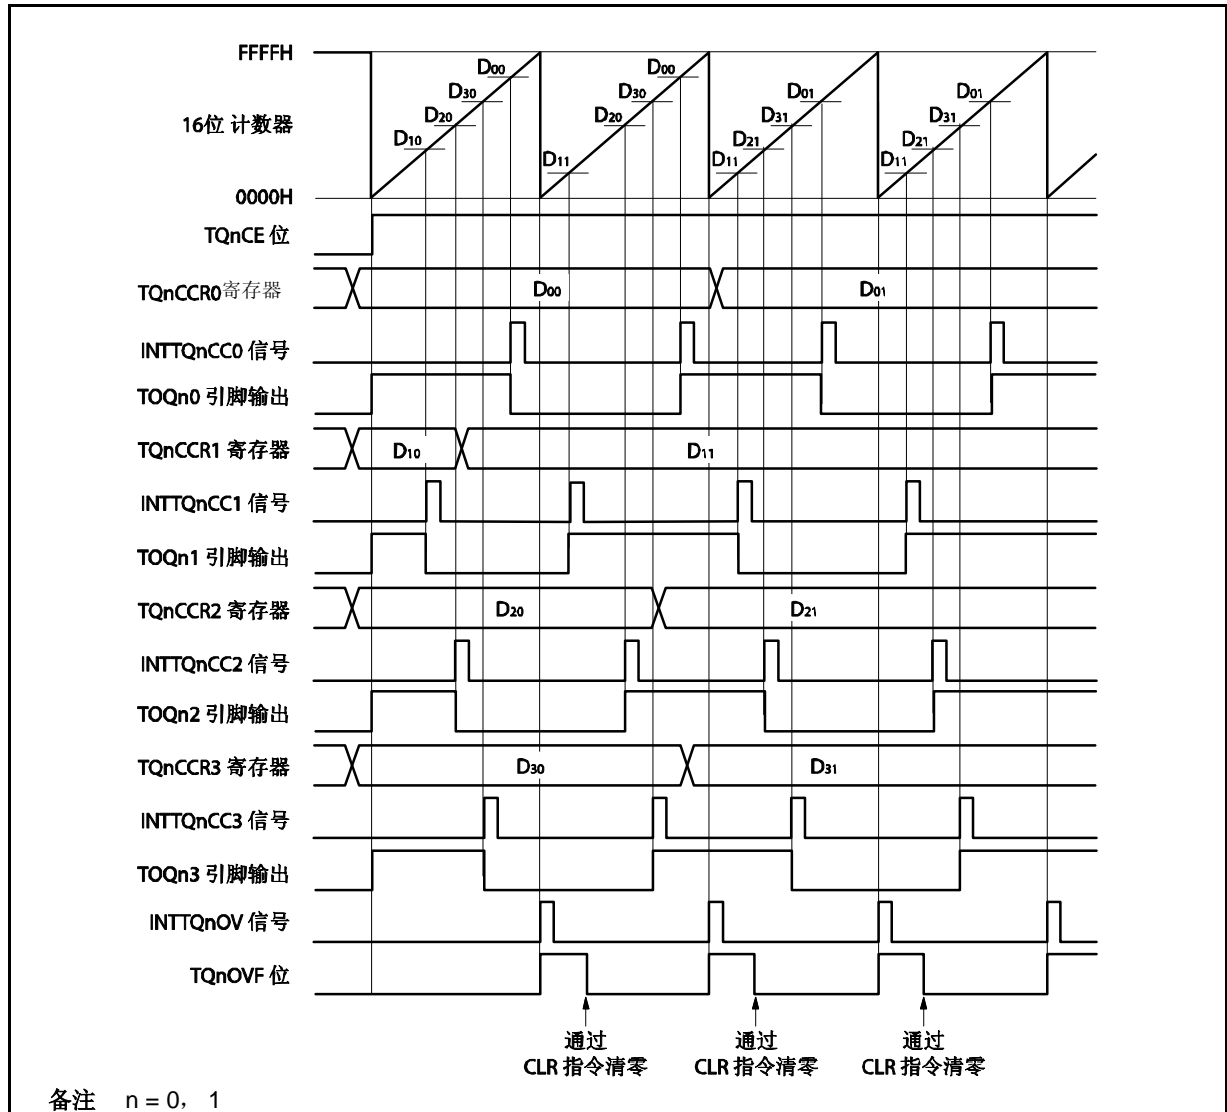 FFFFH
D00
D00
D30
D30
D01
D01
16位 计数器
D20
D20
D31
D31
D10
D21
D21
D11
D11
D11
0000H
TQnCE 位
TQnCCR0寄存器
D00
D01
INTTQnCC0 信号
TOQn0 引脚输出
TQnCCR1 寄存器
D10
D11
INTTQnCC1 信号
TOQn1 引脚输出
TQnCCR2 寄存器
D20
D21
INTTQnCC2 信号
TOQn2 引脚输出
TQnCCR3 寄存器
D30
D31
INTTQnCC3 信号
TOQn3 引脚输出
INTTQnOV 信号
TQnOVF 位
通过
CLR 指令清零
通过
CLR 指令清零
通过
CLR 指令清零
备注 n = 0， 1